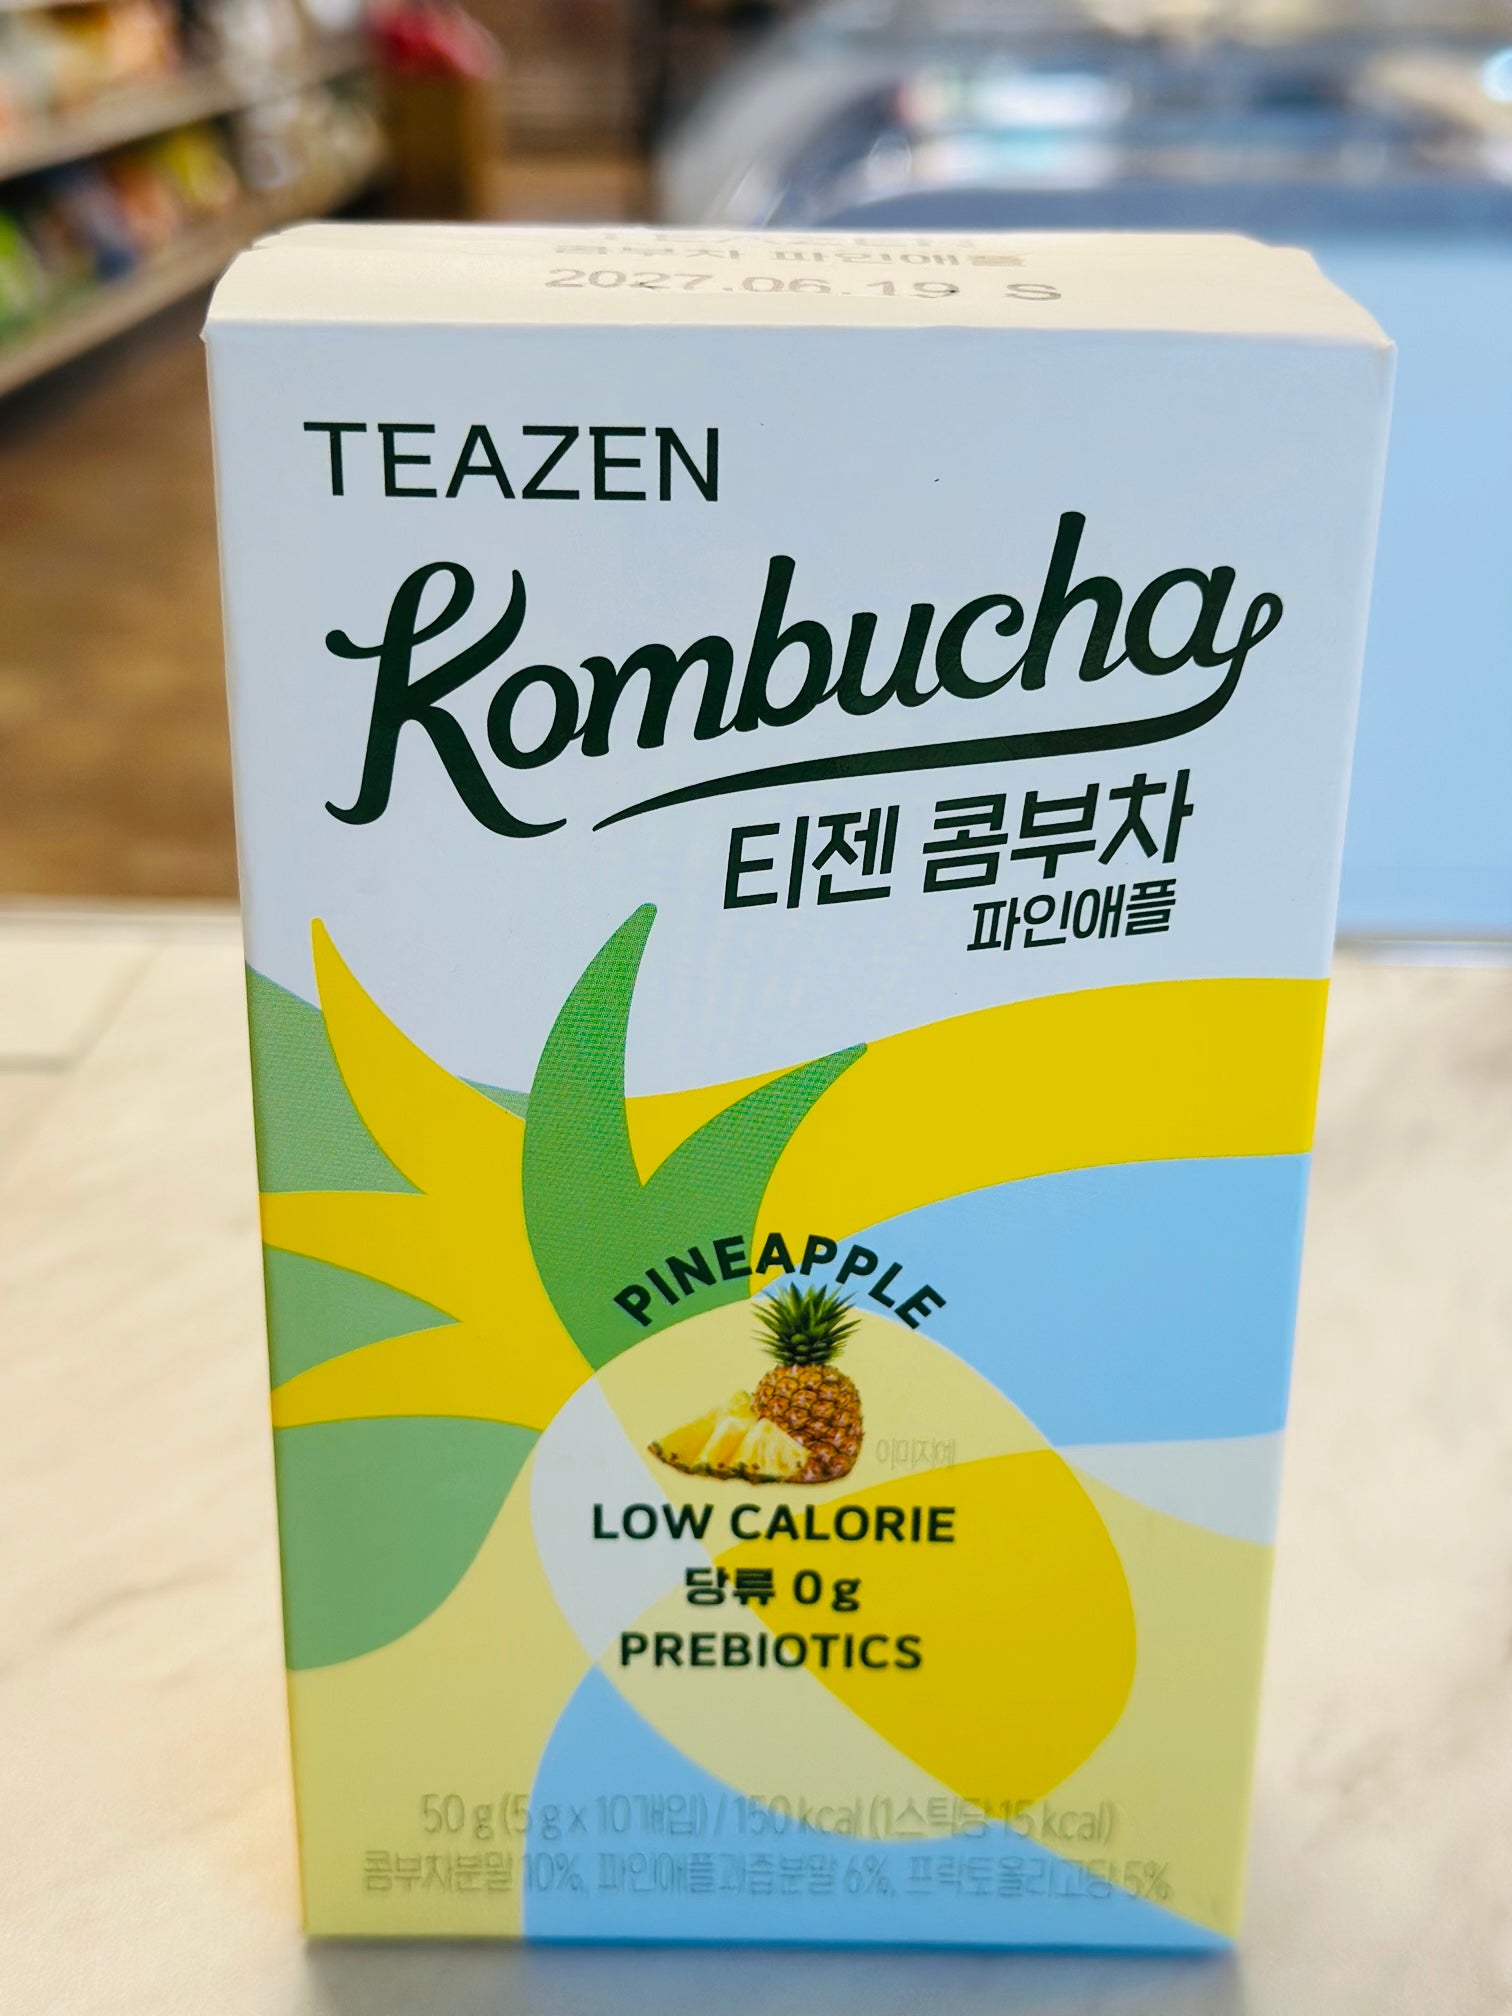 TEAZEN
콤부차 파인애플
2027.06.19 S
TEAZEN
Kombucha
티젠 콤부차
파인애플
PINEAPPLE
이미지예
LOW CALORIE
당류 0g
PREBIOTICS
50 g (5 g x 10개입) / 150 kcal (1스틱당 15 kcal)
콤부차분말 10%, 파인애플과즙분말 6%, 프락토올리고당 5%